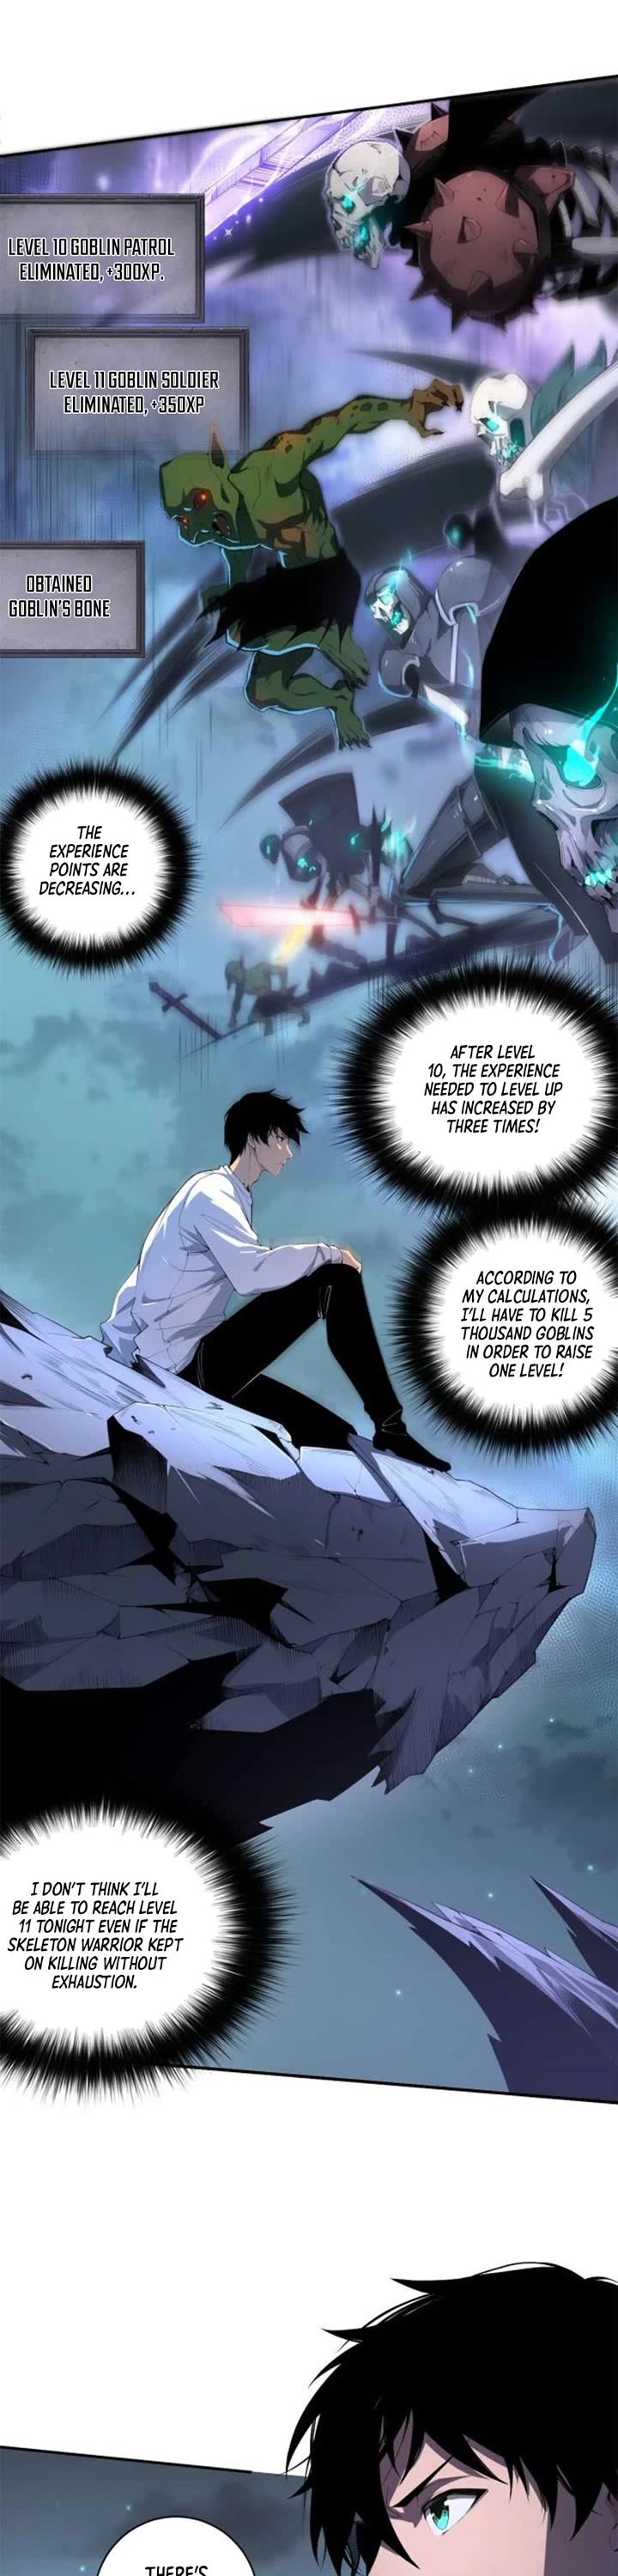 LEVEL 10 GOBLIN PATROL
ELIMINATED, +300XP.
LEVEL 11 GOBLIN SOLDIER
ELIMINATED, +350XP
OBTAINED
GOBLIN'S BONE
THE
EXPERIENCE
POINTS ARE
DECREASING...
AFTER LEVEL
10, THE EXPERIENCE
NEEDED TO LEVEL UP
HAS INCREASED BY
THREE TIMES!
ACCORDING TO
MY CALCULATIONS,
I'LL HAVE TO KILL 5
THOUSAND GOBLINS
IN ORDER TO RAISE
ONE LEVEL!
I DON'T THINK I'LL
BE ABLE TO REACH LEVEL
11 TONIGHT EVEN IF THE
SKELETON WARRIOR KEPT
ON KILLING WITHOUT
EXHAUSTION.
THERE'S